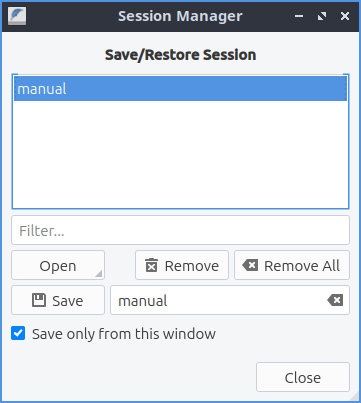 Session Manager
Save/Restore Session
manual
Filter...
Open
Remove
Remove All
Save
manual
Save only from this window
Close